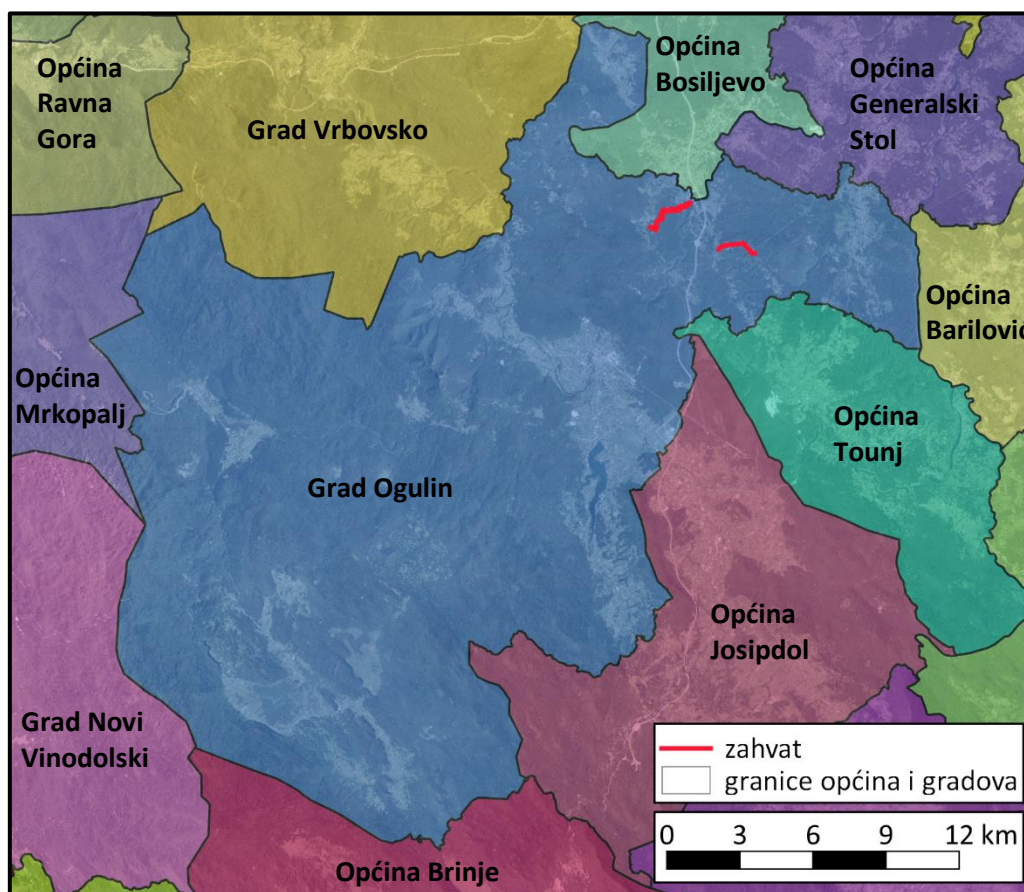 Općina
Ravna
Gora
Grad Vrbovsko
Općina
Bosiljevo
Općina
Generalski
Stol
Općina
Barilović
Općina
Mrkopalj
Općina
Tounj
Grad Ogulin
Općina
Josipdol
Grad Novi
Vinodolski
Općina Brinje
zahvat
granice općina i gradova
0 3 6 9 12 km